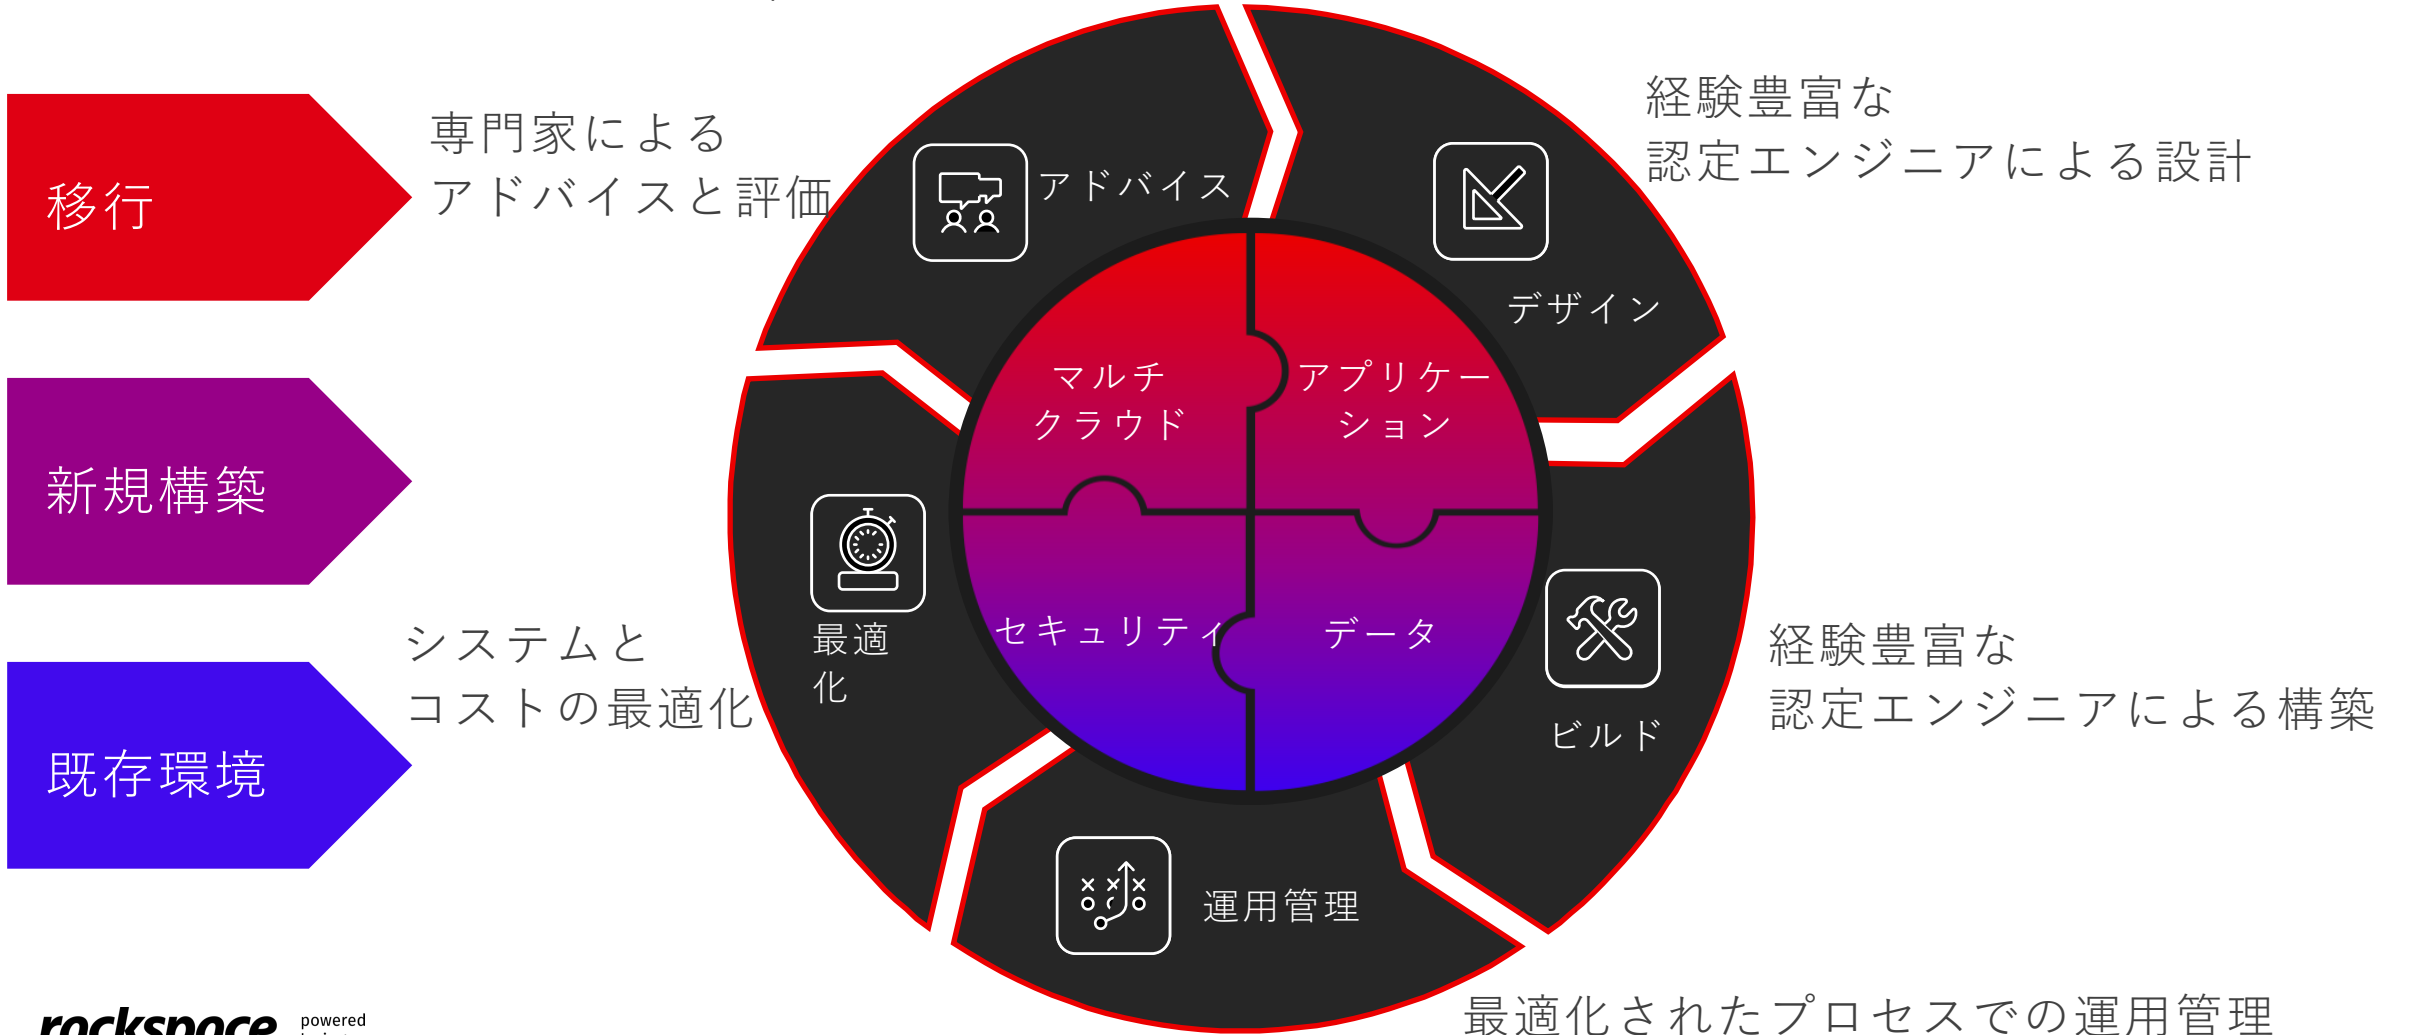 移行
専門家による
アドバイスと評価
新規構築
システムと
コストの最適化
既存環境
アドバイス
デザイン
経験豊富な
認定エンジニアによる設計
マルチ
クラウド
アプリケー
ション
セキュリティ
データ
最適
化
ビルド
経験豊富な
認定エンジニアによる構築
運用管理
最適化されたプロセスでの運用管理
rackspace
powered